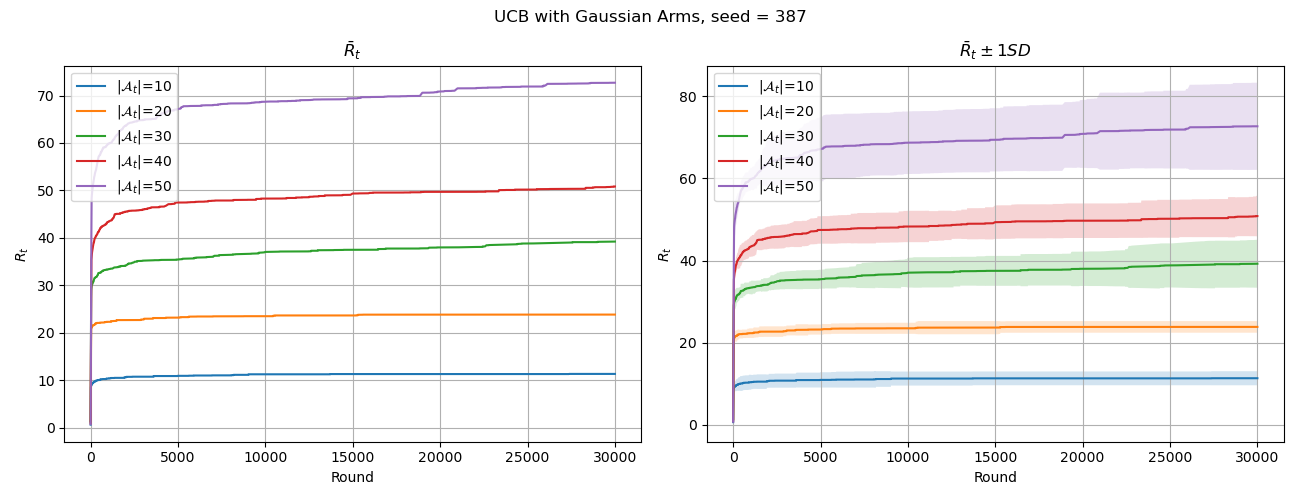 UCB with Gaussian Arms, seed = 387
R̄ₜ
|𝒜ₜ|=10
|𝒜ₜ|=20
|𝒜ₜ|=30
|𝒜ₜ|=40
|𝒜ₜ|=50
70
60
50
40
30
20
10
0
Rₜ
0 5000 10000 15000 20000 25000 30000
Round
R̄ₜ ± 1SD
|𝒜ₜ|=10
|𝒜ₜ|=20
|𝒜ₜ|=30
|𝒜ₜ|=40
|𝒜ₜ|=50
80
60
40
20
0
Rₜ
0 5000 10000 15000 20000 25000 30000
Round